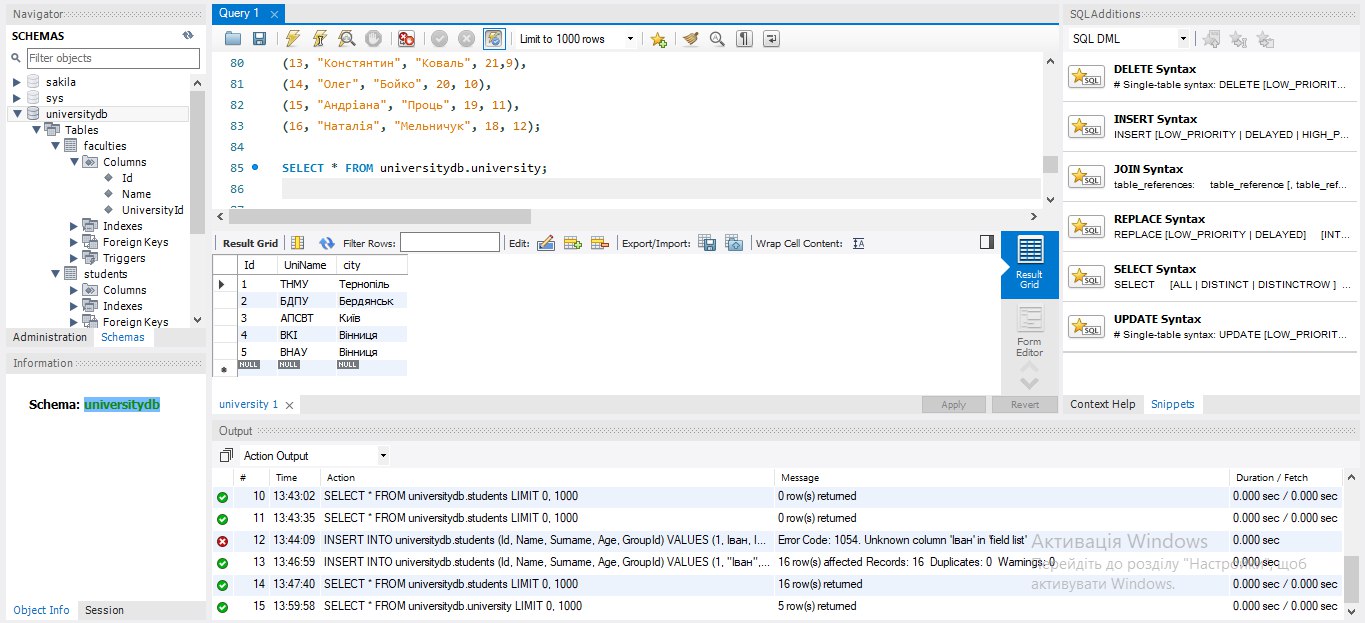 Navigator
SCHEMAS
Filter objects
sakila
sys
universitydb
Tables
faculties
Columns
Id
Name
UniversityId
Indexes
Foreign Keys
Triggers
students
Columns
Indexes
Foreign Keys
Administration Schemas
Information
Schema: universitydb
Object Info Session
Query 1
Limit to 1000 rows
80 (13, "Констянтин", "Коваль", 21,9),
81 (14, "Олег", "Бойко", 20, 10),
82 (15, "Андріана", "Проць", 19, 11),
83 (16, "Наталія", "Мельничук", 18, 12);
84
85 SELECT * FROM universitydb.university;
86
Result Grid Filter Rows: Edit: Export/Import: Wrap Cell Content: IA
Id UniName city
1 ТНМУ Тернопіль
2 БДПУ Бердянськ
3 АПСВТ Київ
4 ВКІ Вінниця
5 ВНАУ Вінниця
NULL NULL NULL
Result Grid
Form Editor
university 1 Apply Revert
Output
Action Output
# Time Action Message Duration / Fetch
10 13:43:02 SELECT * FROM universitydb.students LIMIT 0, 1000 0 row(s) returned 0.000 sec / 0.000 sec
11 13:43:35 SELECT * FROM universitydb.students LIMIT 0, 1000 0 row(s) returned 0.000 sec / 0.000 sec
12 13:44:09 INSERT INTO universitydb.students (Id, Name, Surname, Age, GroupId) VALUES (1, Іван, І... Error Code: 1054. Unknown column 'Іван' in 'field list' 0.000 sec
13 13:46:59 INSERT INTO universitydb.students (Id, Name, Surname, Age, GroupId) VALUES (1, "Іван",... 16 row(s) affected Records: 16 Duplicates: 0 Warnings: 0 0.000 sec
14 13:47:40 SELECT * FROM universitydb.students LIMIT 0, 1000 16 row(s) returned 0.000 sec / 0.000 sec
15 13:59:58 SELECT * FROM universitydb.university LIMIT 0, 1000 5 row(s) returned 0.000 sec / 0.000 sec
SQLAdditions
SQL DML
DELETE Syntax
# Single-table syntax: DELETE [LOW_PRIORIT...
INSERT Syntax
INSERT [LOW_PRIORITY | DELAYED | HIGH_P...
JOIN Syntax
table_references: table_reference [, table_ref...
REPLACE Syntax
REPLACE [LOW_PRIORITY | DELAYED] [INT...
SELECT Syntax
SELECT [ALL | DISTINCT | DISTINCTROW ] ...
UPDATE Syntax
# Single-table syntax: UPDATE [LOW_PRIORIT...
Context Help Snippets
Активація Windows
Перейдіть до розділу "Настройки", щоб
активувати Windows.